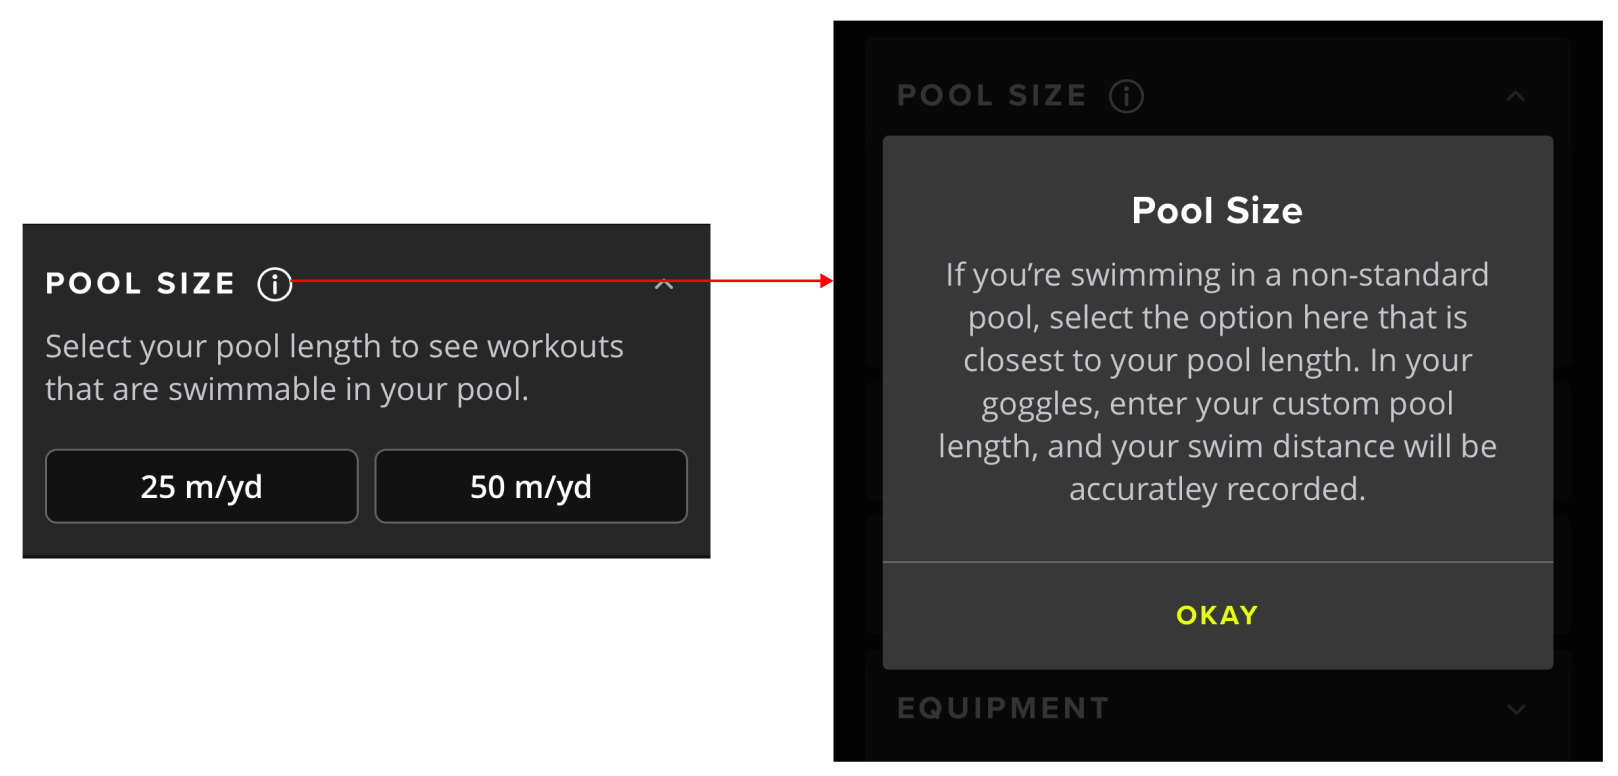 POOL SIZE
Select your pool length to see workouts
that are swimmable in your pool.
25 m/yd
50 m/yd
POOL SIZE
Pool Size
If you’re swimming in a non-standard
pool, select the option here that is
closest to your pool length. In your
goggles, enter your custom pool
length, and your swim distance will be
accuratley recorded.
OKAY
EQUIPMENT